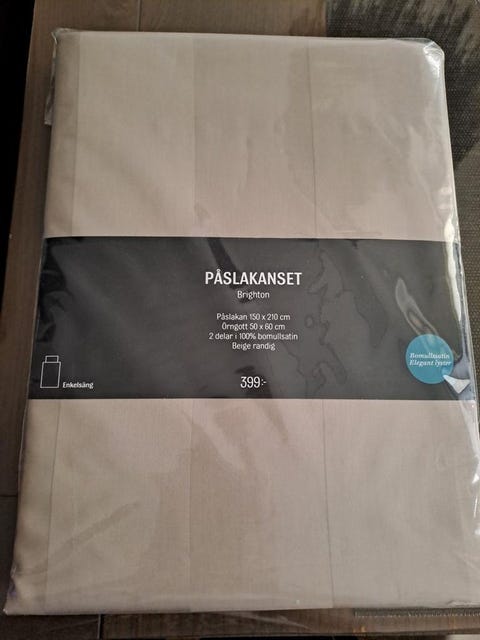 PÅSLAKANSET
Brighton
Påslakan 150 x 210 cm
Örngott 50 x 60 cm
2 delar i 100% bomullsatin
Beige randig
Bomullssatin
Elegant lyster
Enkelsäng
399:-